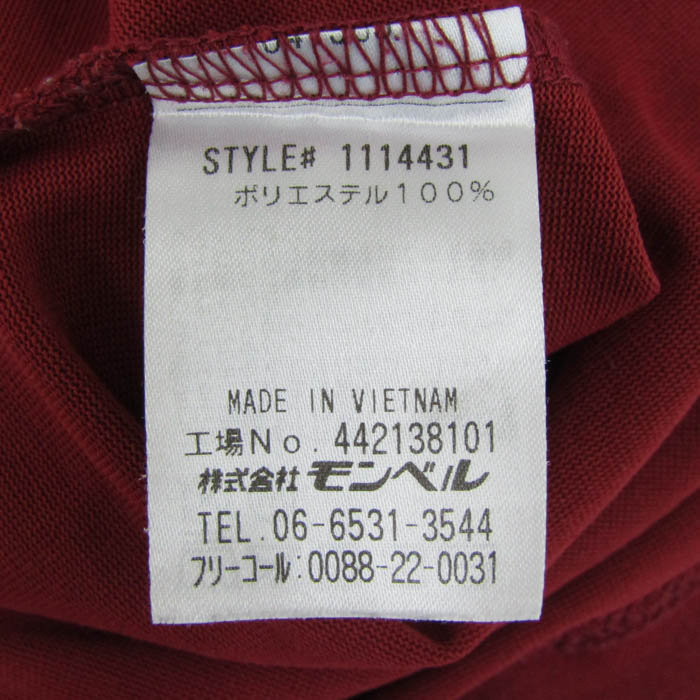 STYLE# 1114431
ポリエステル100%
MADE IN VIETNAM
工場No. 442138101
株式会社 モンベル
TEL. 06-6531-3544
フリーコール:0088-22-0031